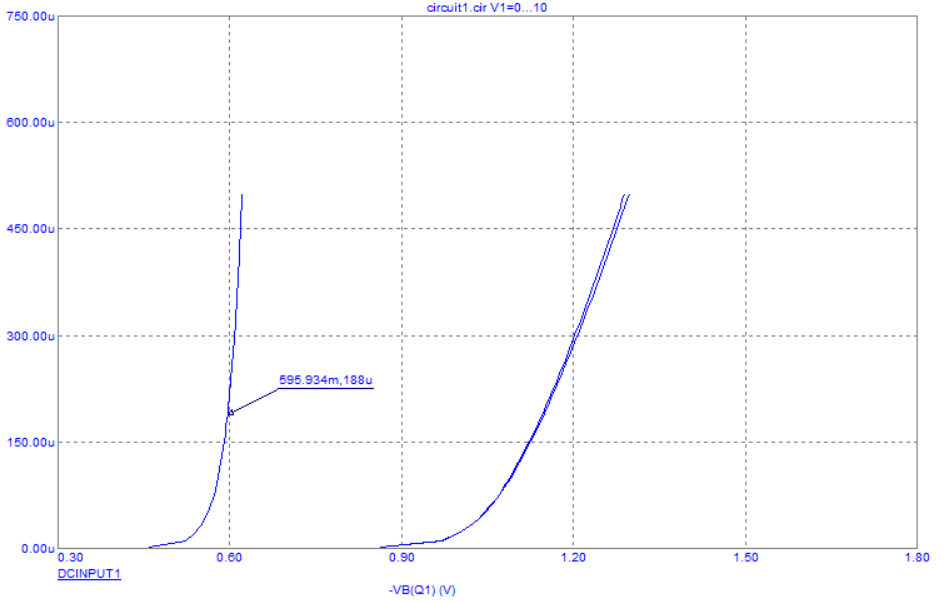 circuit1.cir V1=0...10
750.00u
600.00u
450.00u
300.00u
150.00u
0.00u
595.934m,188u
0.30
0.60
0.90
1.20
1.50
1.80
DCINPUT1
-VB(Q1) (V)